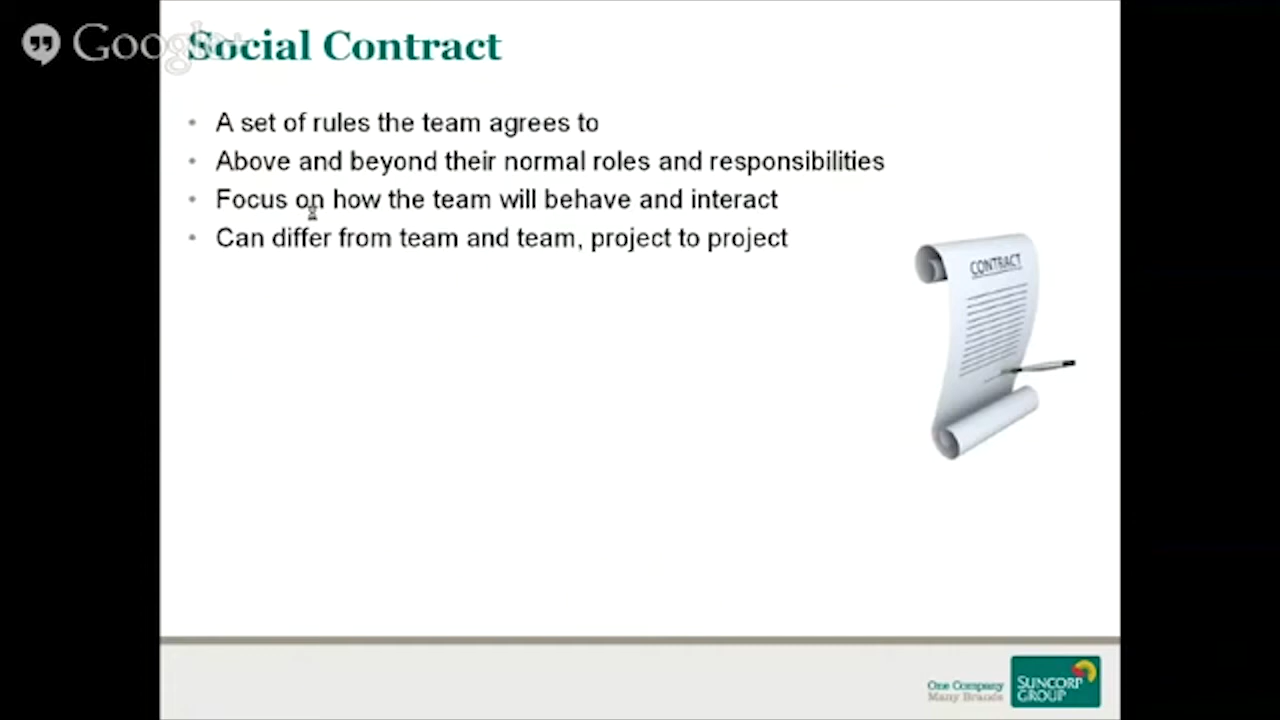 Google+
Social Contract
A set of rules the team agrees to
Above and beyond their normal roles and responsibilities
Focus on how the team will behave and interact
Can differ from team and team, project to project
CONTRACT
One Company
Many Brands
SUNCORP
GROUP